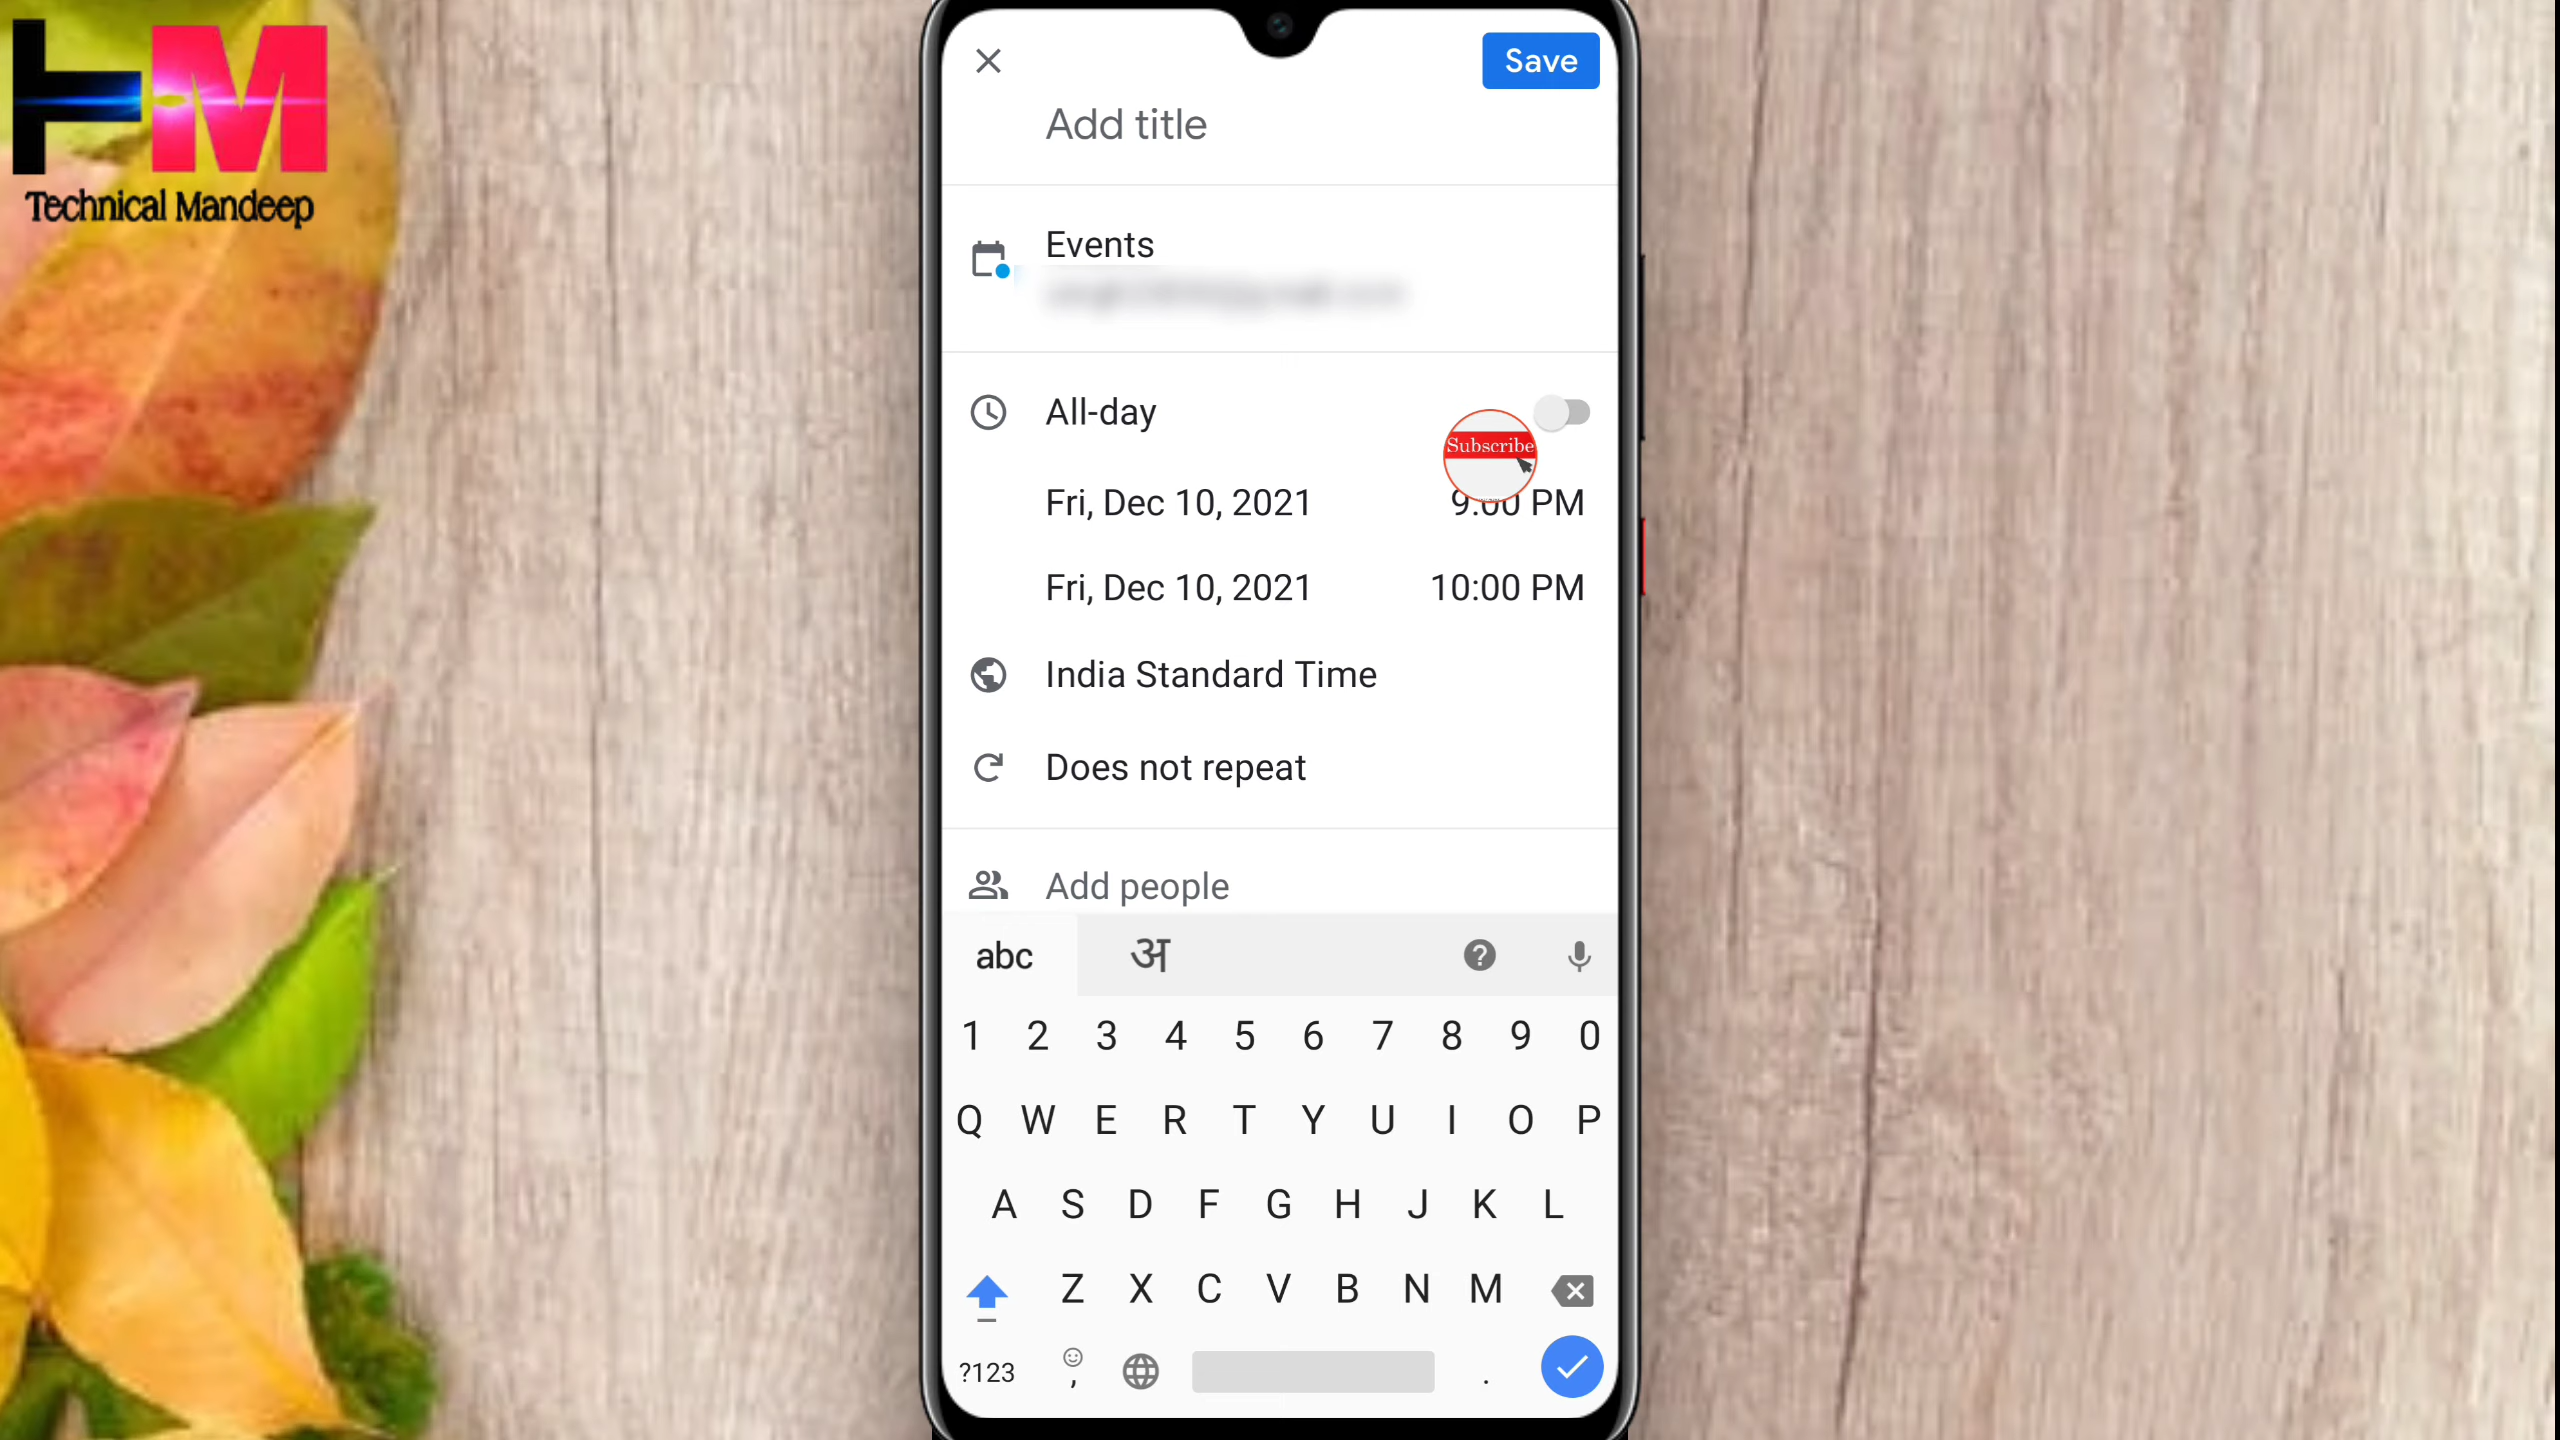 Technical Mandeep
Save
Add title
Events
All-day
Subscribe
Fri, Dec 10, 2021 9:00 PM
Fri, Dec 10, 2021 10:00 PM
India Standard Time
Does not repeat
Add people
abc अ
1 2 3 4 5 6 7 8 9 0
Q W E R T Y U I O P
A S D F G H J K L
Z X C V B N M
?123 , .